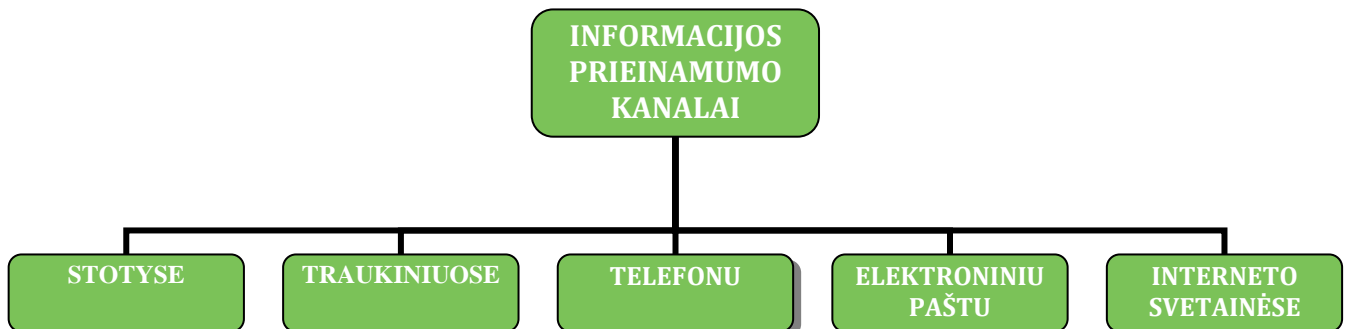 INFORMACIJOS
PRIEINAMUMO
KANALAI
STOTYSE
TRAUKINIUOSE
TELEFONU
ELEKTRONINIU
PAŠTU
INTERNETO
SVETAINĖSE